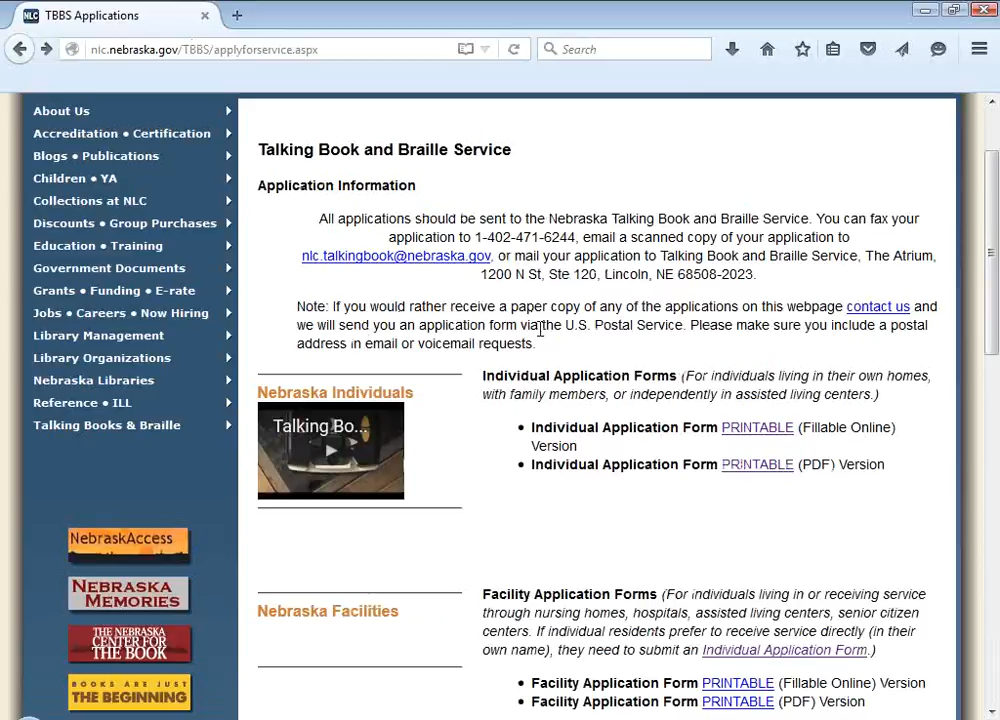 NLC TBBS Applications
nlc.nebraska.gov/TBBS/applyforservice.aspx
Search
About Us
Accreditation • Certification
Blogs • Publications
Children • YA
Collections at NLC
Discounts • Group Purchases
Education • Training
Government Documents
Grants • Funding • E-rate
Jobs • Careers • Now Hiring
Library Management
Library Organizations
Nebraska Libraries
Reference • ILL
Talking Books & Braille
NebraskAccess
NEBRASKA
MEMORIES
THE NEBRASKA
CENTER FOR
THE BOOK
BOOKS ARE JUST
THE BEGINNING
Talking Book and Braille Service
Application Information
All applications should be sent to the Nebraska Talking Book and Braille Service. You can fax your
application to 1-402-471-6244, email a scanned copy of your application to
nlc.talkingbook@nebraska.gov, or mail your application to Talking Book and Braille Service, The Atrium,
1200 N St, Ste 120, Lincoln, NE 68508-2023.
Note: If you would rather receive a paper copy of any of the applications on this webpage contact us and
we will send you an application form via the U.S. Postal Service. Please make sure you include a postal
address in email or voicemail requests.
Nebraska Individuals
Talking Bo...
Individual Application Forms (For individuals living in their own homes,
with family members, or independently in assisted living centers.)
• Individual Application Form PRINTABLE (Fillable Online)
Version
• Individual Application Form PRINTABLE (PDF) Version
Nebraska Facilities
Facility Application Forms (For individuals living in or receiving service
through nursing homes, hospitals, assisted living centers, senior citizen
centers. If individual residents prefer to receive service directly (in their
own name), they need to submit an Individual Application Form.)
• Facility Application Form PRINTABLE (Fillable Online) Version
• Facility Application Form PRINTABLE (PDF) Version